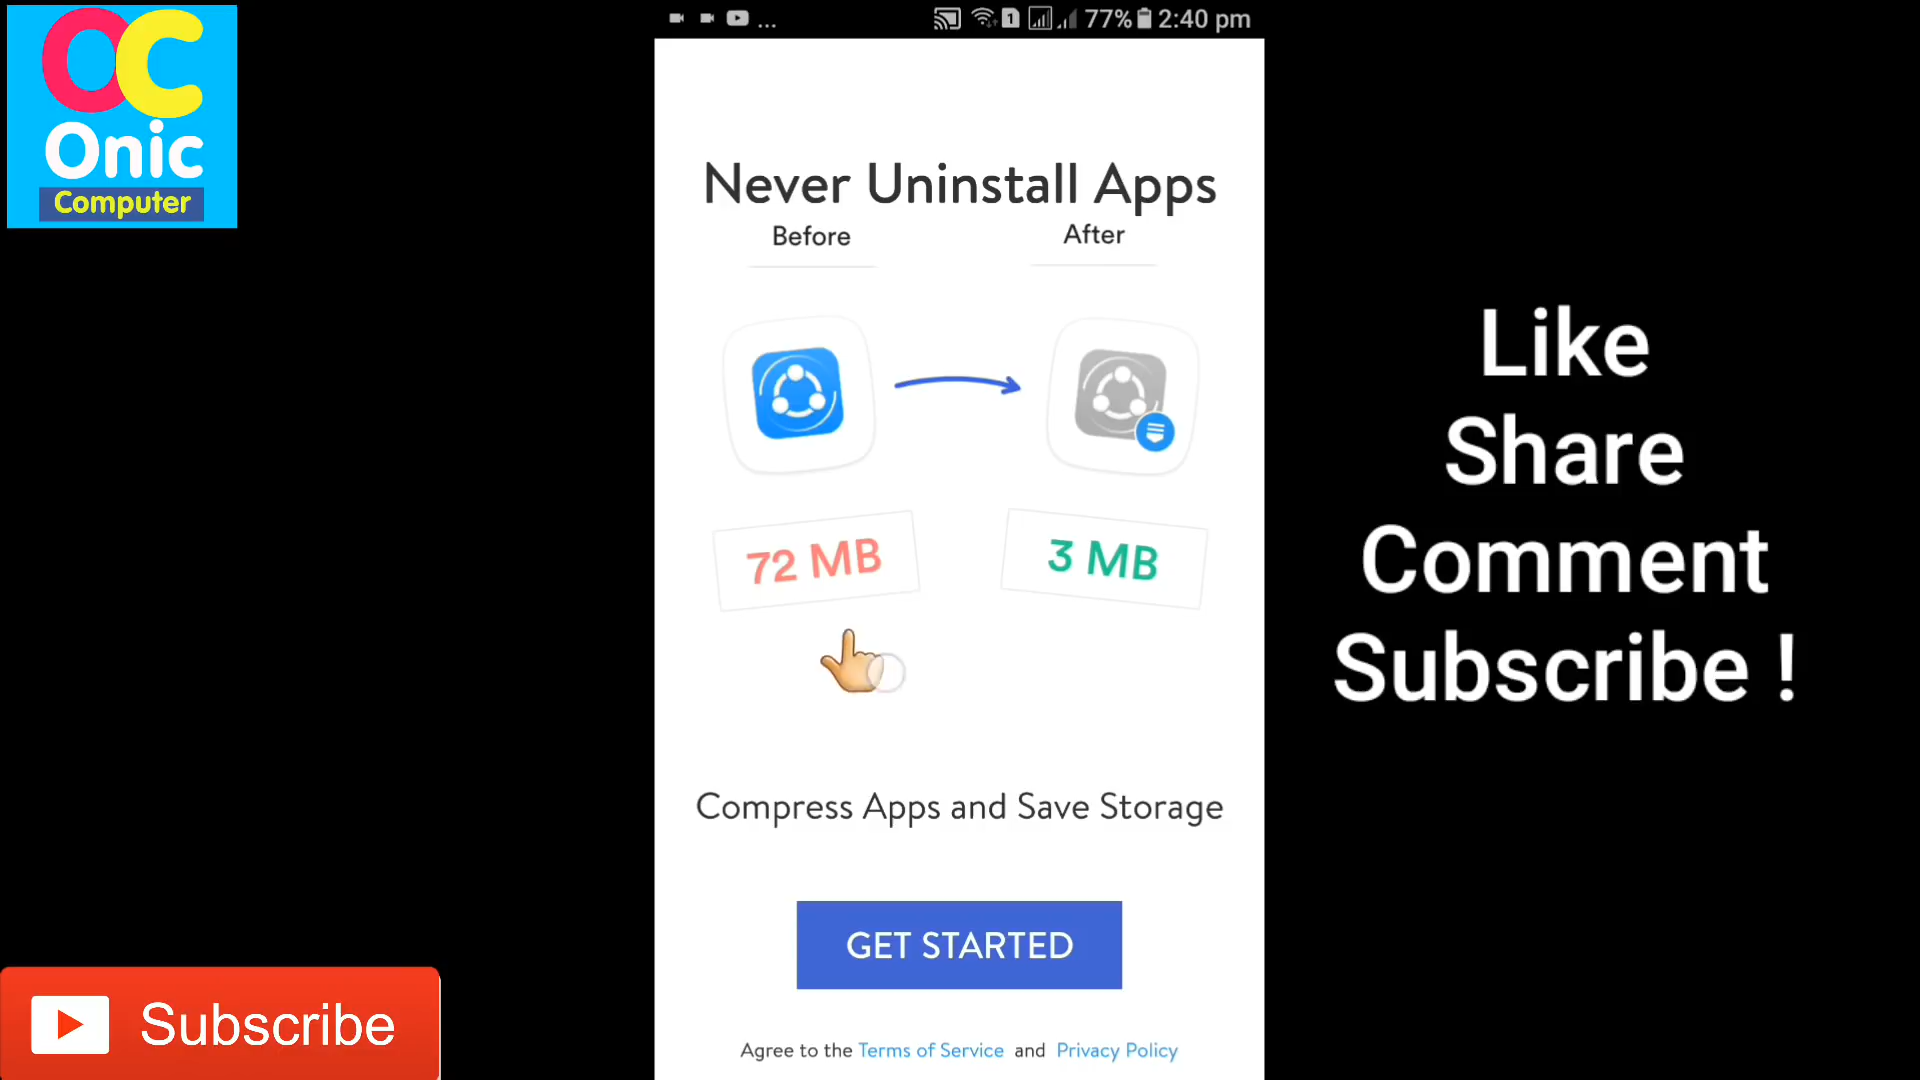 OC
Onic
Computer
... 1 77% 2:40 pm
Never Uninstall Apps
Before After
72 MB 3 MB
Compress Apps and Save Storage
GET STARTED
Agree to the Terms of Service and Privacy Policy
Like
Share
Comment
Subscribe !
Subscribe